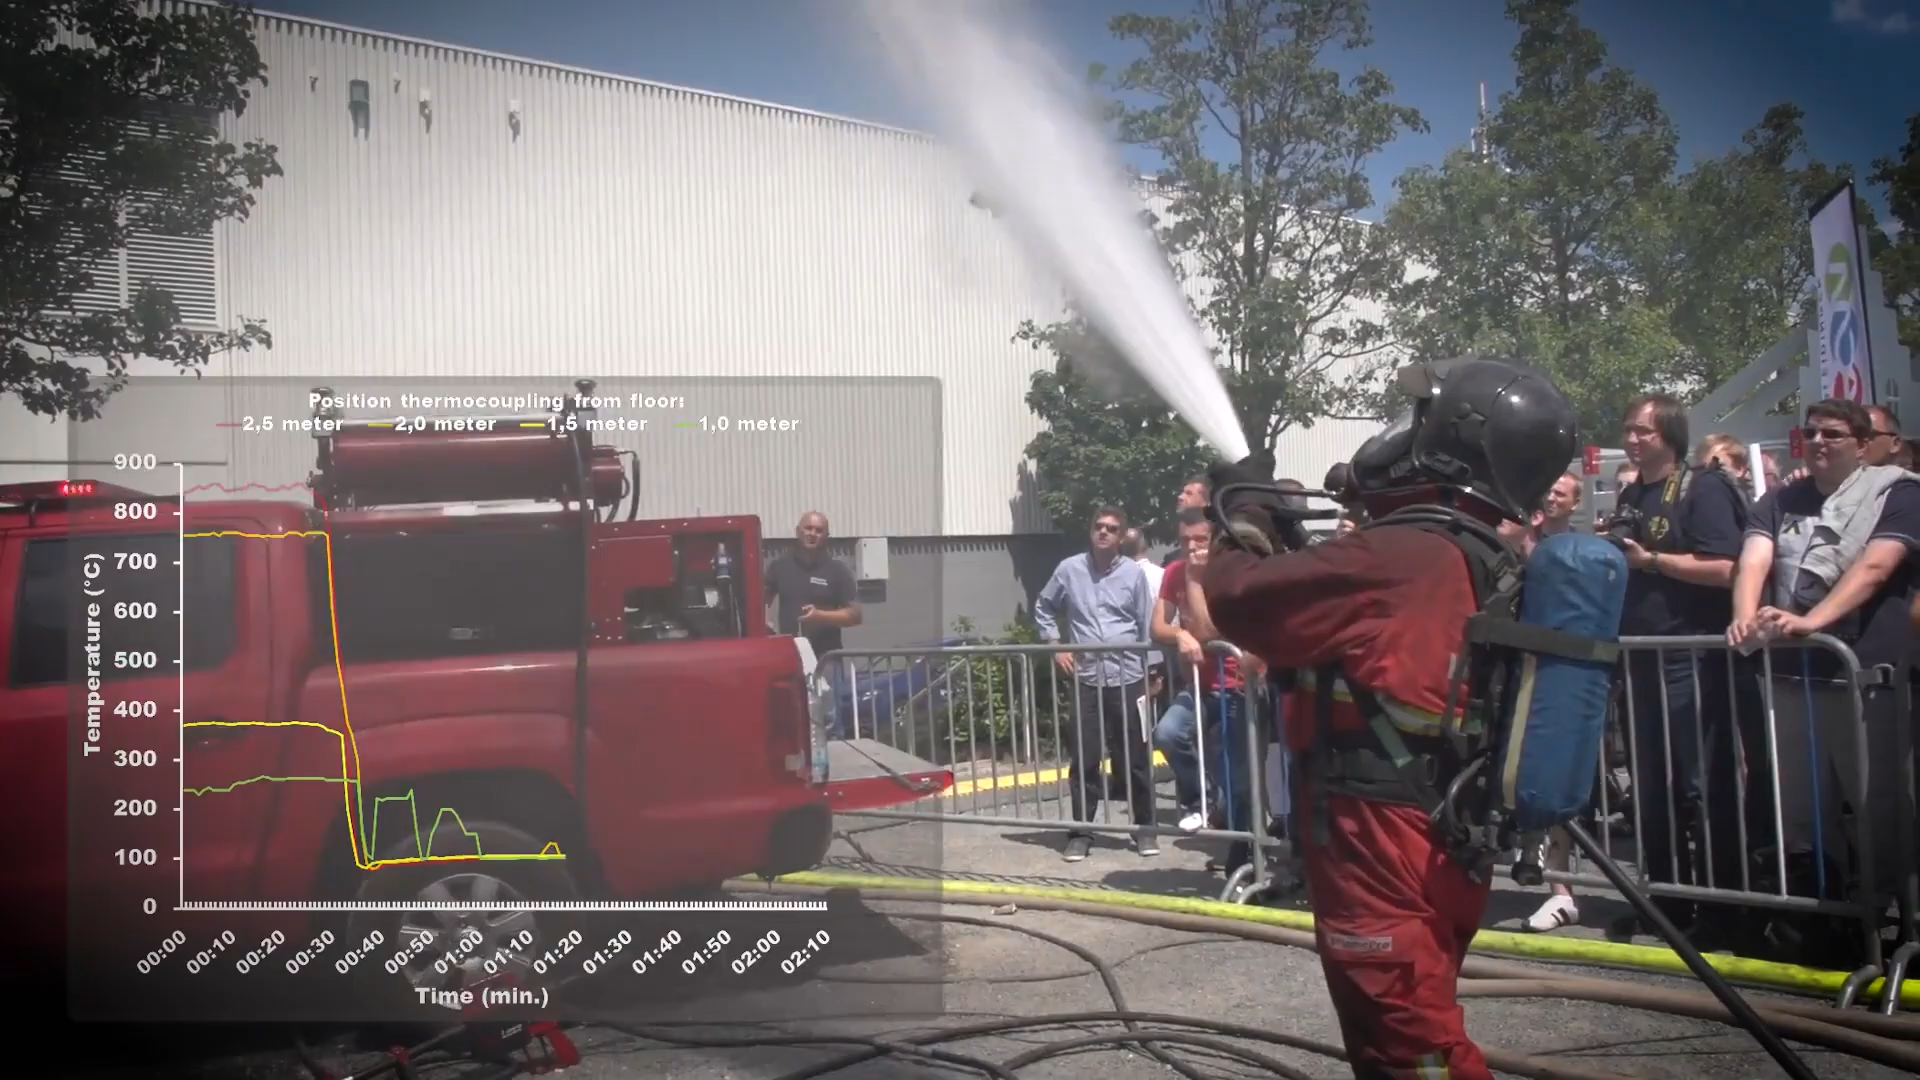 Position thermocoupling from floor:
2,5 meter 2,0 meter 1,5 meter 1,0 meter
900
800
700
600
500
400
300
200
100
0
Temperature (°C)
00:00 00:10 00:20 00:30 00:40 00:50 01:00 01:10 01:20 01:30 01:40 01:50 02:00 02:10
Time (min.)